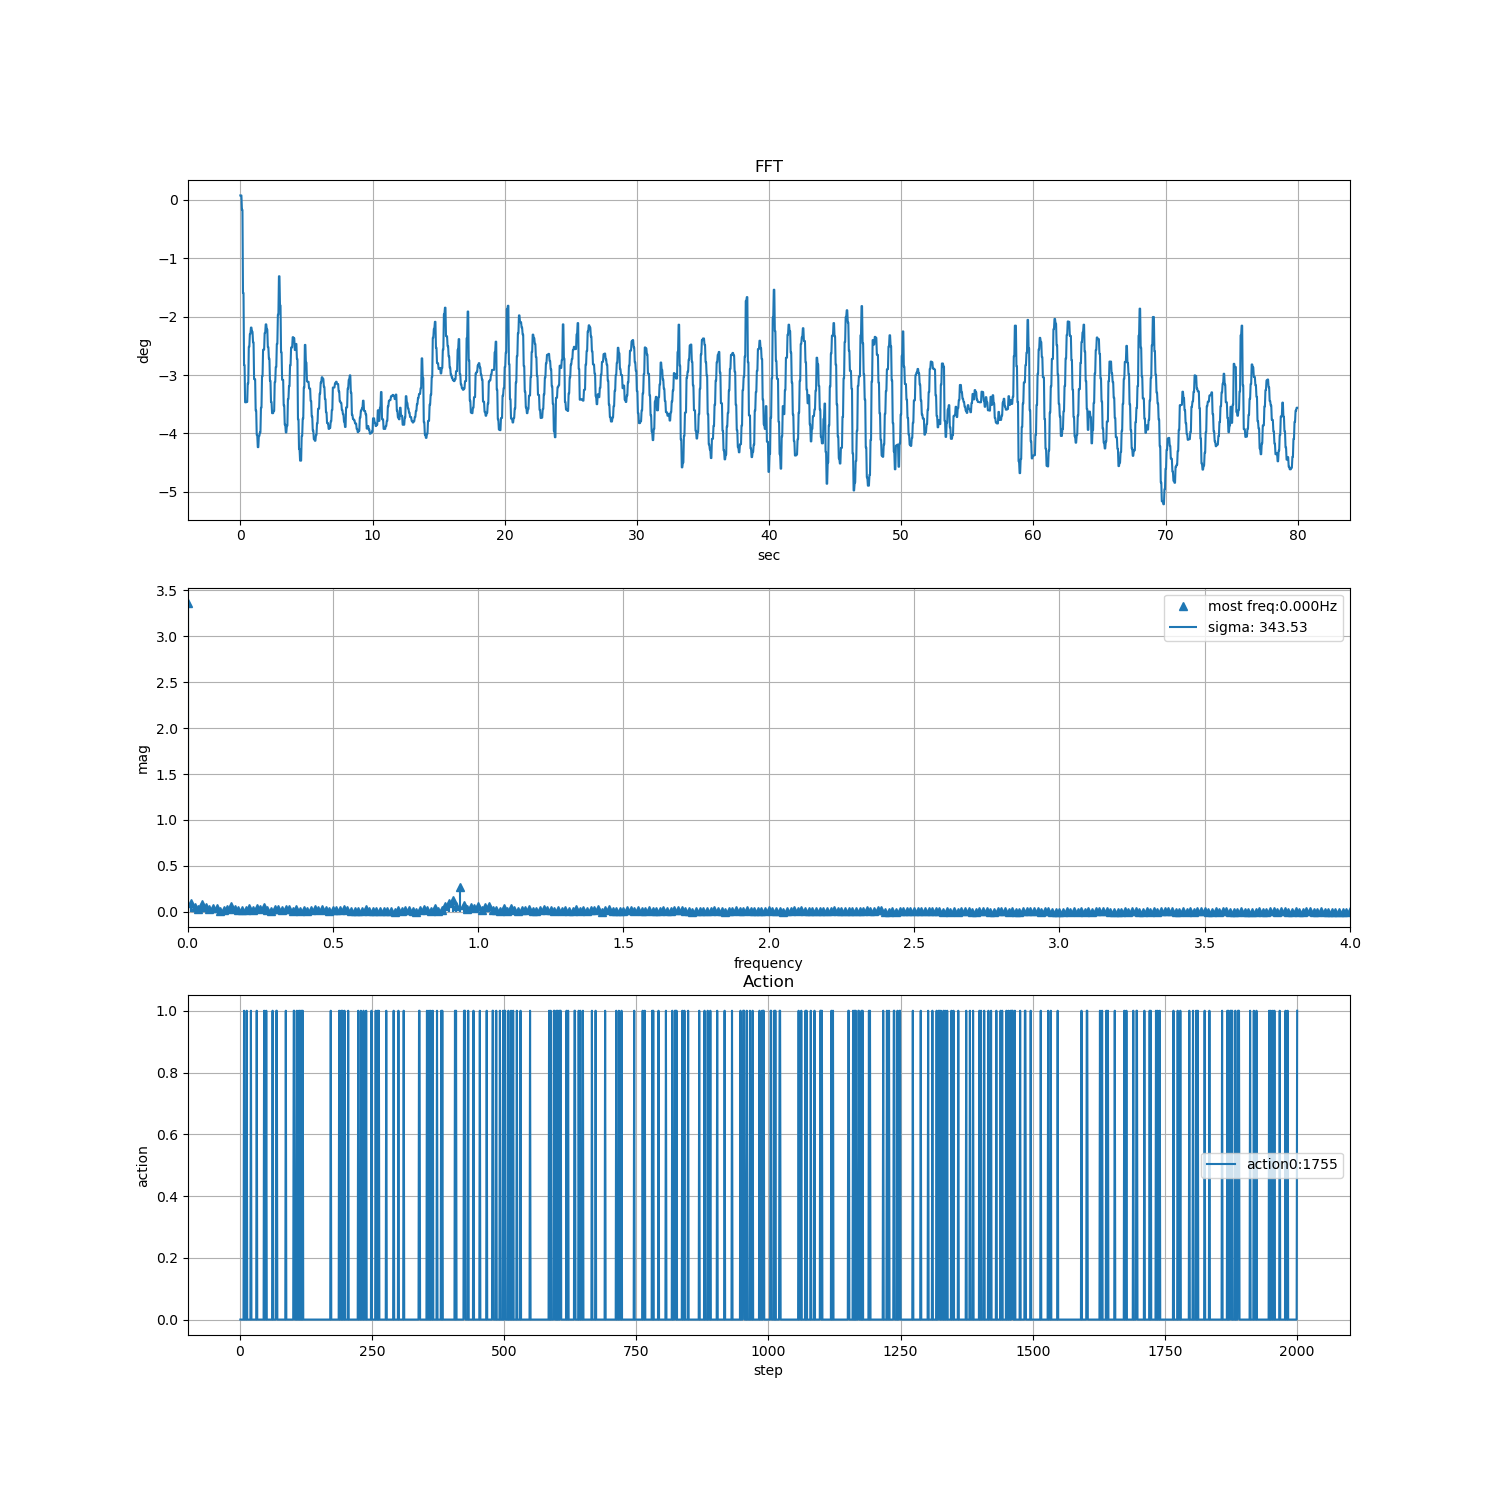 FFT
0
−1
−2
−3
−4
−5
deg
0 10 20 30 40 50 60 70 80
sec
3.5
3.0
2.5
2.0
1.5
1.0
0.5
0.0
mag
most freq:0.000Hz
sigma: 343.53
0.0 0.5 1.0 1.5 2.0 2.5 3.0 3.5 4.0
frequency
Action
1.0
0.8
0.6
0.4
0.2
0.0
action
action0:1755
0 250 500 750 1000 1250 1500 1750 2000
step